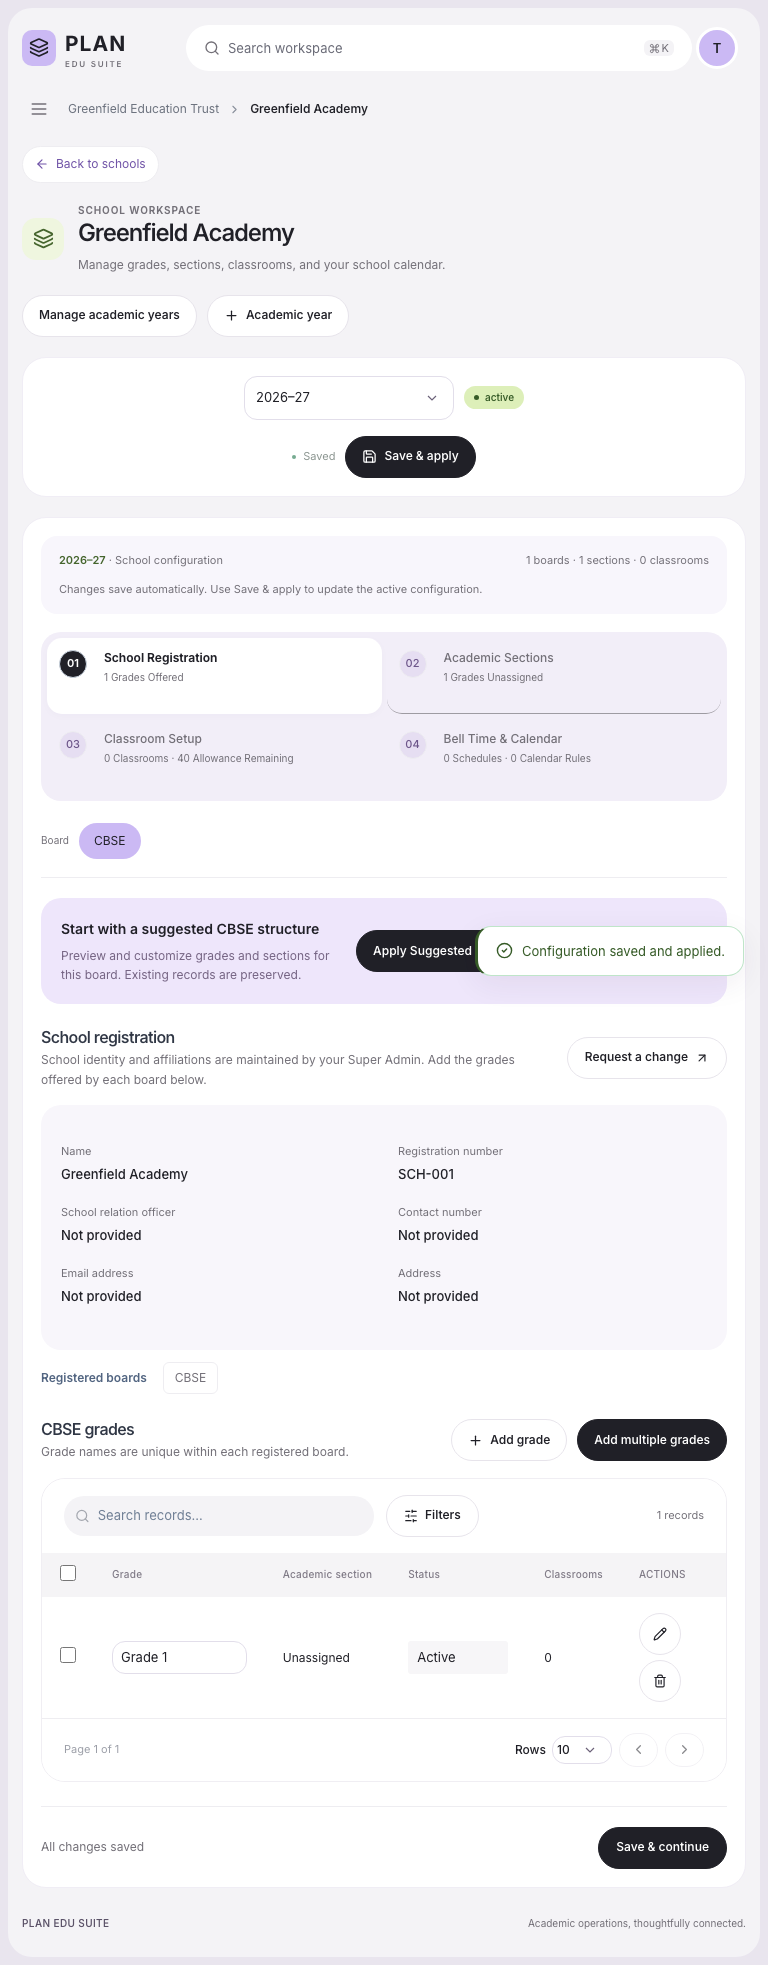 PLAN
EDU SUITE
Search workspace
⌘K
T
Greenfield Education Trust
Greenfield Academy
Back to schools
SCHOOL WORKSPACE
Greenfield Academy
Manage grades, sections, classrooms, and your school calendar.
Manage academic years
Academic year
2026–27
active
Saved
Save & apply
2026–27 · School configuration
1 boards · 1 sections · 0 classrooms
Changes save automatically. Use Save & apply to update the active configuration.
01
School Registration
1 Grades Offered
02
Academic Sections
1 Grades Unassigned
03
Classroom Setup
0 Classrooms · 40 Allowance Remaining
04
Bell Time & Calendar
0 Schedules · 0 Calendar Rules
Board
CBSE
Start with a suggested CBSE structure
Preview and customize grades and sections for
this board. Existing records are preserved.
Apply Suggested
Configuration saved and applied.
School registration
School identity and affiliations are maintained by your Super Admin. Add the grades
offered by each board below.
Request a change
Name
Greenfield Academy
Registration number
SCH-001
School relation officer
Not provided
Contact number
Not provided
Email address
Not provided
Address
Not provided
Registered boards
CBSE
CBSE grades
Grade names are unique within each registered board.
Add grade
Add multiple grades
Search records...
Filters
1 records
Grade
Academic section
Status
Classrooms
ACTIONS
Grade 1
Unassigned
Active
0
Page 1 of 1
Rows
10
All changes saved
Save & continue
PLAN EDU SUITE
Academic operations, thoughtfully connected.